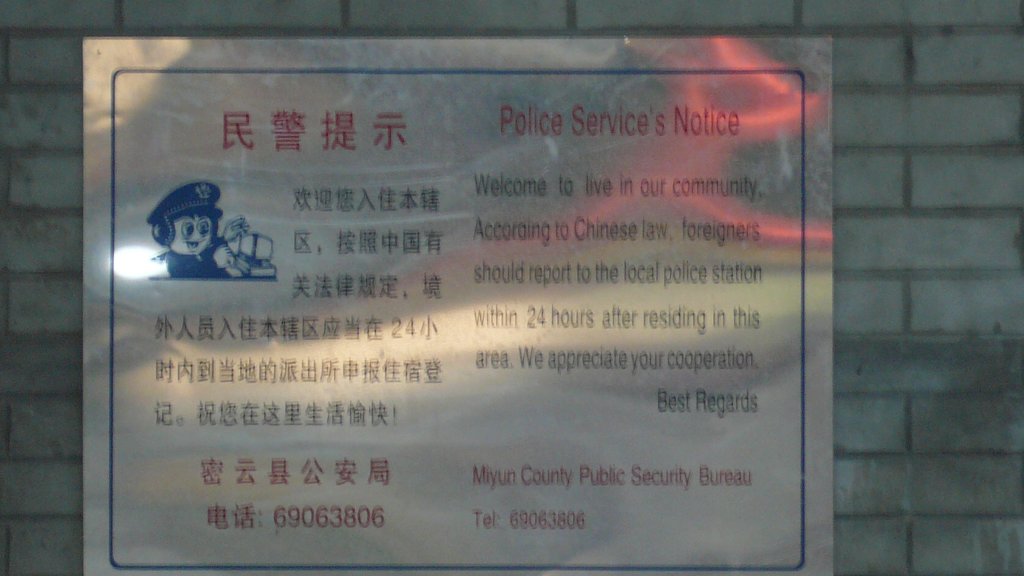 民警提示
欢迎您入住本辖
区，按照中国有
关法律规定，境
外人员入住本辖区应当在24小
时内到当地的派出所申报住宿登
记。祝您在这里生活愉快！
密云县公安局
电话: 69063806
Police Service's Notice
Welcome to live in our community.
According to Chinese law, foreigners
should report to the local police station
within 24 hours after residing in this
area. We appreciate your cooperation.
Best Regards
Miyun County Public Security Bureau
Tel: 69063806